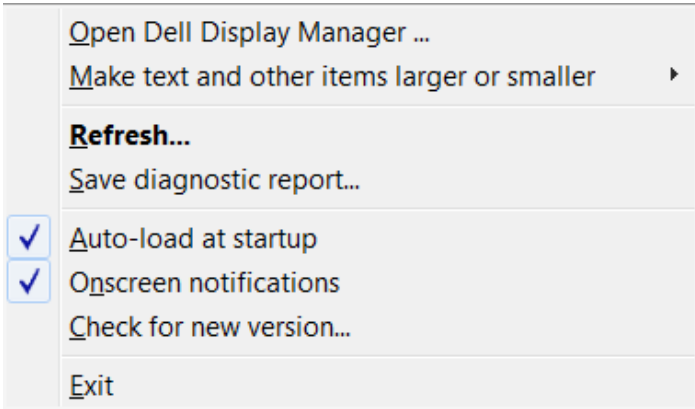 Open Dell Display Manager ...
Make text and other items larger or smaller
Refresh...
Save diagnostic report...
Auto-load at startup
Onscreen notifications
Check for new version...
Exit